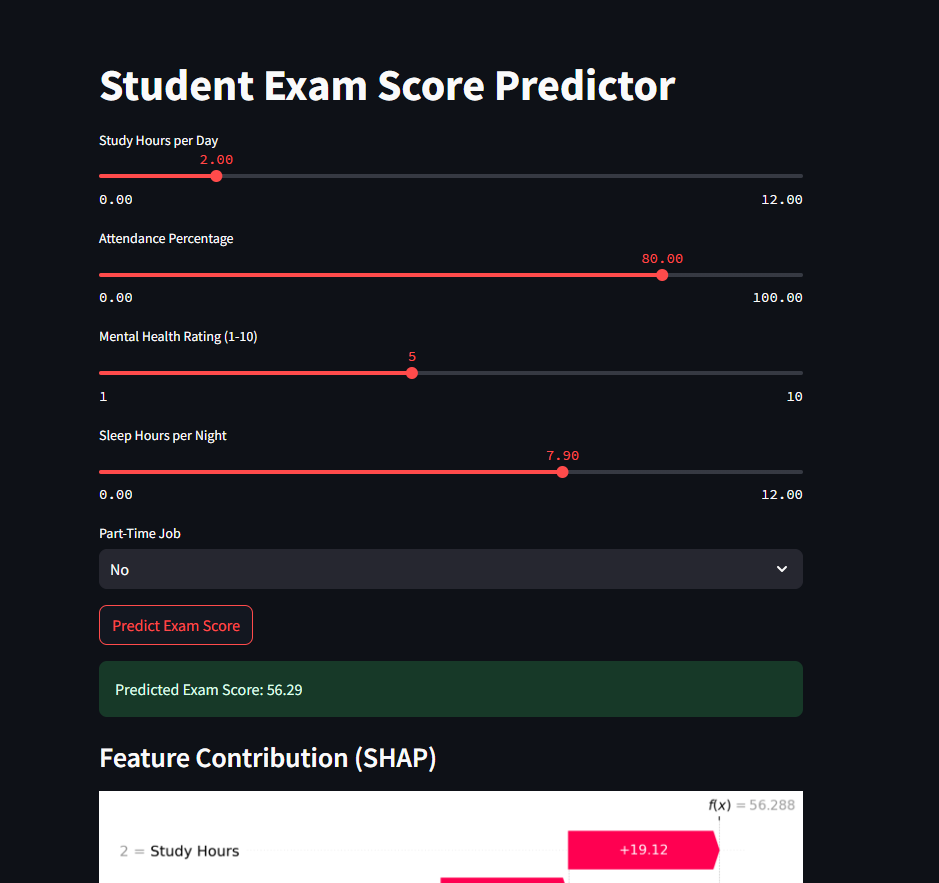 Student Exam Score Predictor
Study Hours per Day
2.00
0.00 12.00
Attendance Percentage
80.00
0.00 100.00
Mental Health Rating (1-10)
5
1 10
Sleep Hours per Night
7.90
0.00 12.00
Part-Time Job
No
Predict Exam Score
Predicted Exam Score: 56.29
Feature Contribution (SHAP)
f(x) = 56.288
2 = Study Hours +19.12